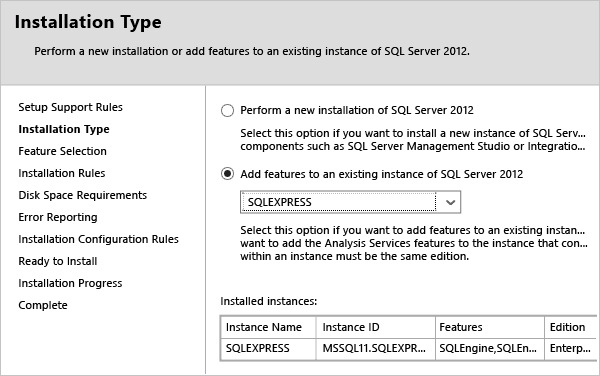 Installation Type
Perform a new installation or add features to an existing instance of SQL Server 2012.
Setup Support Rules
Installation Type
Feature Selection
Installation Rules
Disk Space Requirements
Error Reporting
Installation Configuration Rules
Ready to Install
Installation Progress
Complete
Perform a new installation of SQL Server 2012
Select this option if you want to install a new instance of SQL Serv...
components such as SQL Server Management Studio or Integratio...
Add features to an existing instance of SQL Server 2012
SQLEXPRESS
Select this option if you want to add features to an existing instan...
want to add the Analysis Services features to the instance that con...
within an instance must be the same edition.
Installed instances:
Instance Name Instance ID Features Edition
SQLEXPRESS MSSQL11.SQLEXPR... SQLEngine,SQLEn... Enterp...